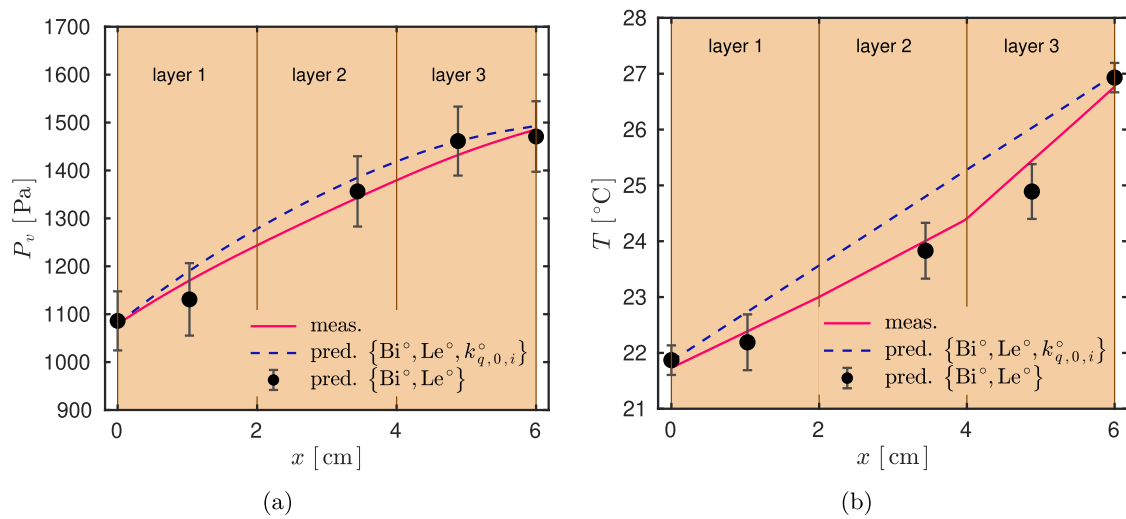 1700
1600
1500
1400
1300
1200
1100
1000
900
P_v [Pa]
layer 1
layer 2
layer 3
meas.
pred. {Bi°, Le°, k°_{q,0,i}}
pred. {Bi°, Le°}
0
2
4
6
x [cm]
(a)
28
27
26
25
24
23
22
21
T [°C]
layer 1
layer 2
layer 3
meas.
pred. {Bi°, Le°, k°_{q,0,i}}
pred. {Bi°, Le°}
0
2
4
6
x [cm]
(b)